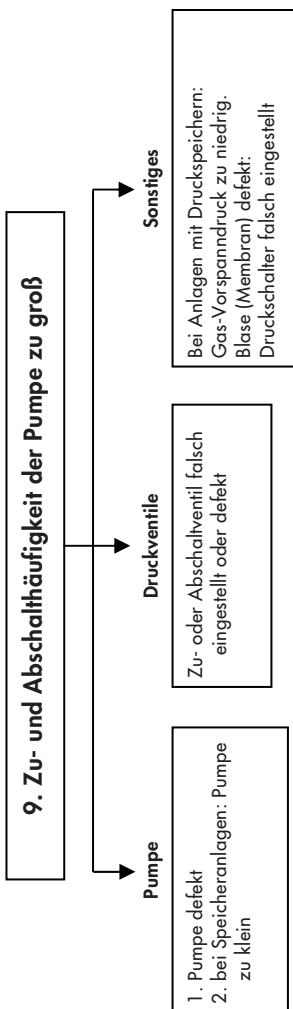 9. Zu- und Abschalthäufigkeit der Pumpe zu groß
Pumpe
1. Pumpe defekt
2. bei Speicheranlagen: Pumpe
zu klein
Druckventile
Zu- oder Abschaltventil falsch
eingestellt oder defekt
Sonstiges
Bei Anlagen mit Druckspeichern:
Gas-Vorspanndruck zu niedrig.
Blase (Membran) defekt:
Druckschalter falsch eingestellt